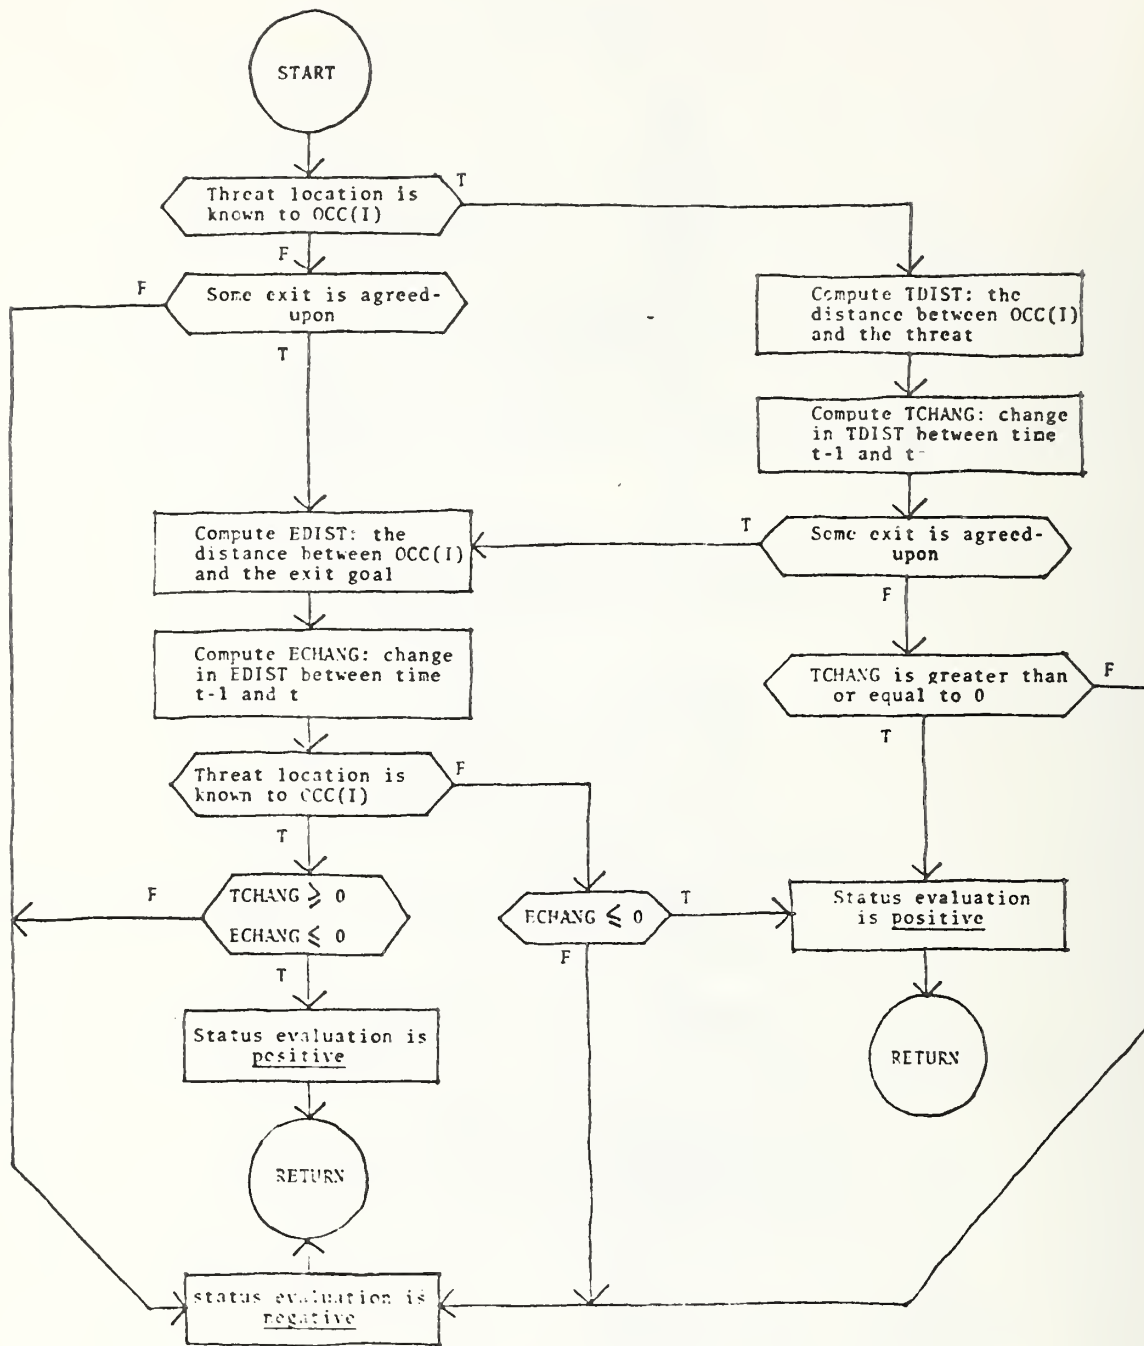 START
Threat location is
known to OCC(I)
T
F
Some exit is agreed-
upon
F
T
Compute TDIST: the
distance between OCC(I)
and the threat
Compute TCHANG: change
in TDIST between time
t-1 and t
Some exit is agreed-
upon
T
F
Compute EDIST: the
distance between OCC(I)
and the exit goal
Compute ECHANG: change
in EDIST between time
t-1 and t
TCHANG is greater than
or equal to 0
F
T
Threat location is
known to OCC(I)
F
T
TCHANG ⩾ 0
ECHANG ⩽ 0
F
T
ECHANG ⩽ 0
T
F
Status evaluation
is positive
RETURN
Status evaluation is
positive
RETURN
status evaluation is
negative